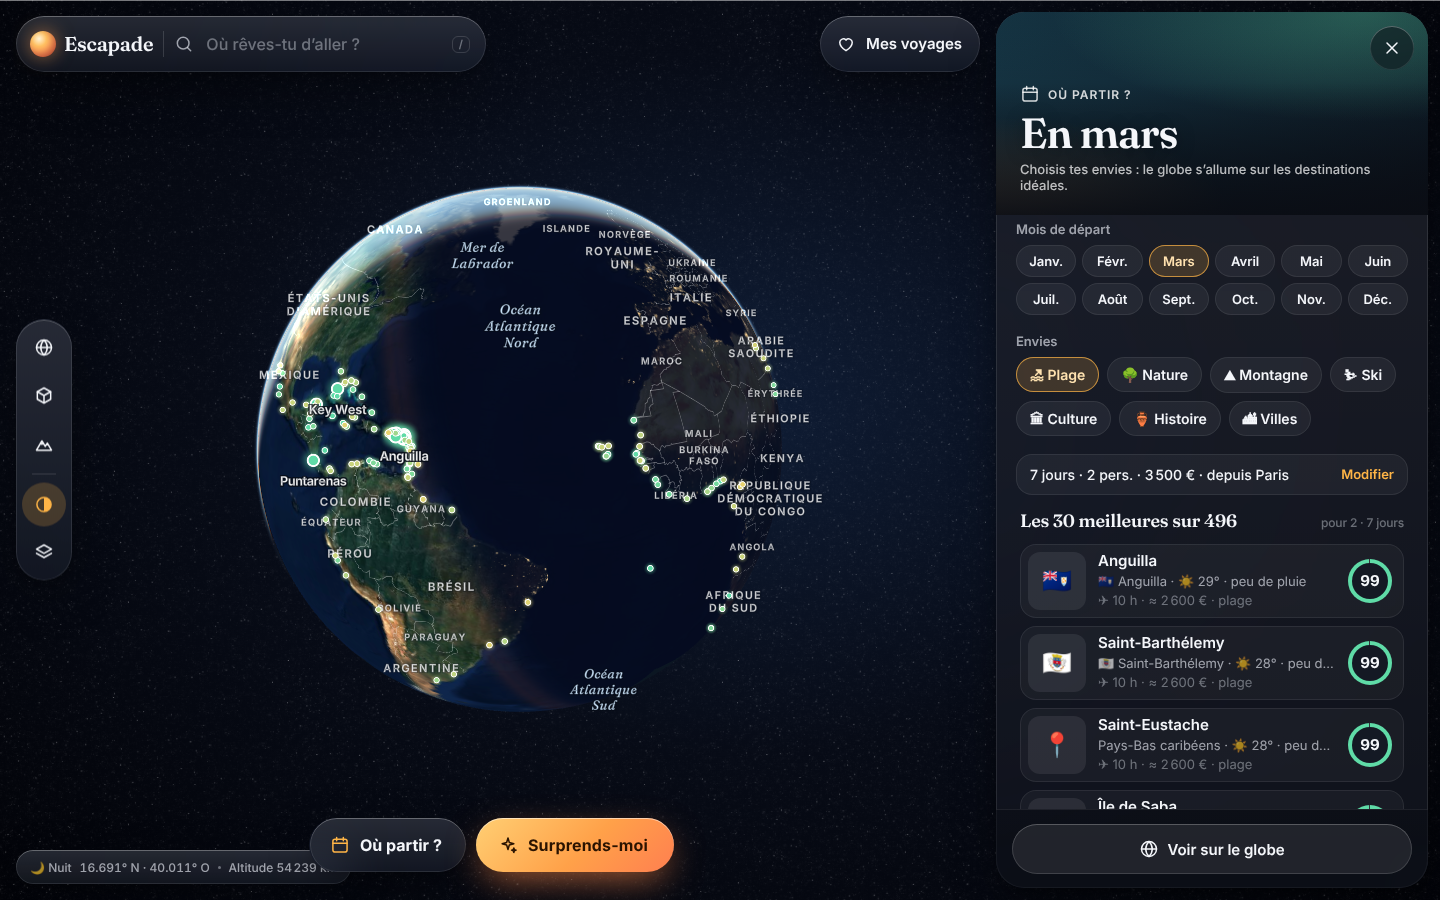 Escapade
Où rêves-tu d’aller ?
/
Mes voyages
OÙ PARTIR ?
En mars
Choisis tes envies : le globe s’allume sur les destinations
idéales.
Mois de départ
Janv.
Févr.
Mars
Avril
Mai
Juin
Juil.
Août
Sept.
Oct.
Nov.
Déc.
Envies
Plage
Nature
Montagne
Ski
Culture
Histoire
Villes
7 jours · 2 pers. · 3 500 € · depuis Paris
Modifier
Les 30 meilleures sur 496
pour 2 · 7 jours
Anguilla
Anguilla · 29° · peu de pluie
10 h · ≈ 2 600 € · plage
99
Saint-Barthélemy
Saint-Barthélemy · 28° · peu d…
10 h · ≈ 2 600 € · plage
99
Saint-Eustache
Pays-Bas caribéens · 28° · peu d…
10 h · ≈ 2 600 € · plage
99
Île de Saba
Voir sur le globe
GROENLAND
CANADA
ISLANDE
NORVÈGE
Mer de
Labrador
ROYAUME-
UNI
UKRAINE
ROUMANIE
ITALIE
ÉTATS-UNIS
D'AMÉRIQUE
Océan
Atlantique
Nord
ESPAGNE
SYRIE
ARABIE
SAOUDITE
MAROC
MEXIQUE
ÉRYTHRÉE
Key West
ÉTHIOPIE
MALI
BURKINA
FASO
KENYA
Anguilla
Puntarenas
LIBÉRIA
RÉPUBLIQUE
DÉMOCRATIQUE
DU CONGO
COLOMBIE
GUYANA
ÉQUATEUR
ANGOLA
PÉROU
BRÉSIL
AFRIQUE
DU SUD
BOLIVIE
PARAGUAY
ARGENTINE
Océan
Atlantique
Sud
Où partir ?
Surprends-moi
Nuit 16.691° N · 40.011° O • Altitude 54 239